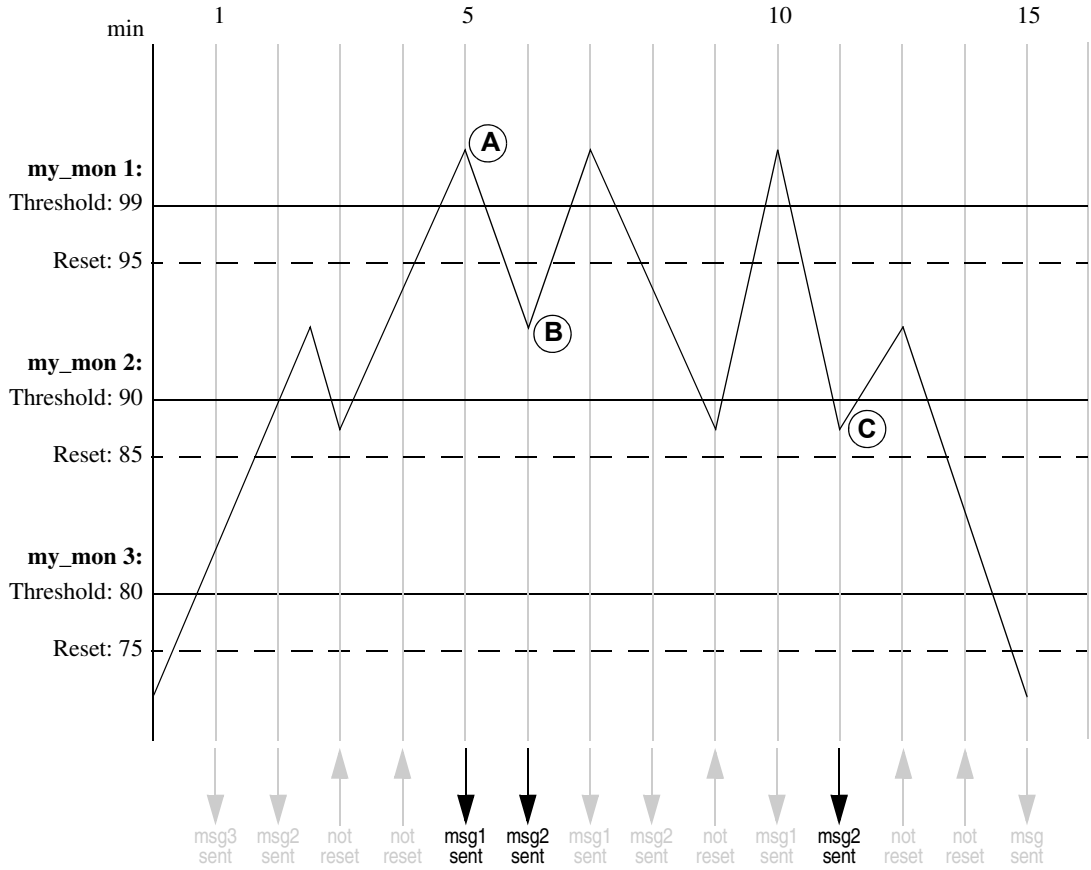 min 1 5 10 15
A
my_mon 1:
Threshold: 99
Reset: 95
B
my_mon 2:
Threshold: 90
C
Reset: 85
my_mon 3:
Threshold: 80
Reset: 75
msg3 sent
msg2 sent
not reset
not reset
msg1 sent
msg2 sent
msg1 sent
msg2 sent
not reset
msg1 sent
msg2 sent
not reset
not reset
msg sent